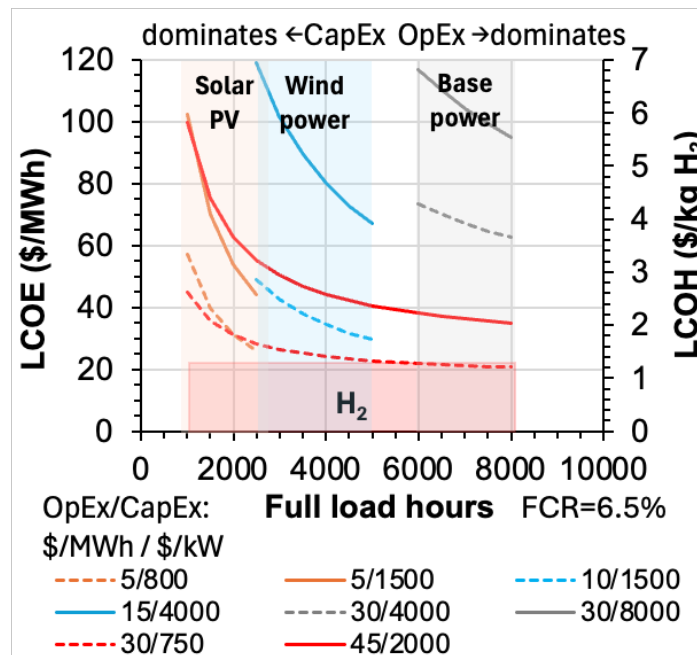 dominates ←CapEx OpEx →dominates
120 7
Solar PV Wind power Base power
100 6
80 5
60 4
40 3
20 2
0 1
0
LCOE ($/MWh)
LCOH ($/kg H₂)
H₂
0 2000 4000 6000 8000 10000
OpEx/CapEx: Full load hours FCR=6.5%
$/MWh / $/kW
5/800 5/1500 10/1500
15/4000 30/4000 30/8000
30/750 45/2000